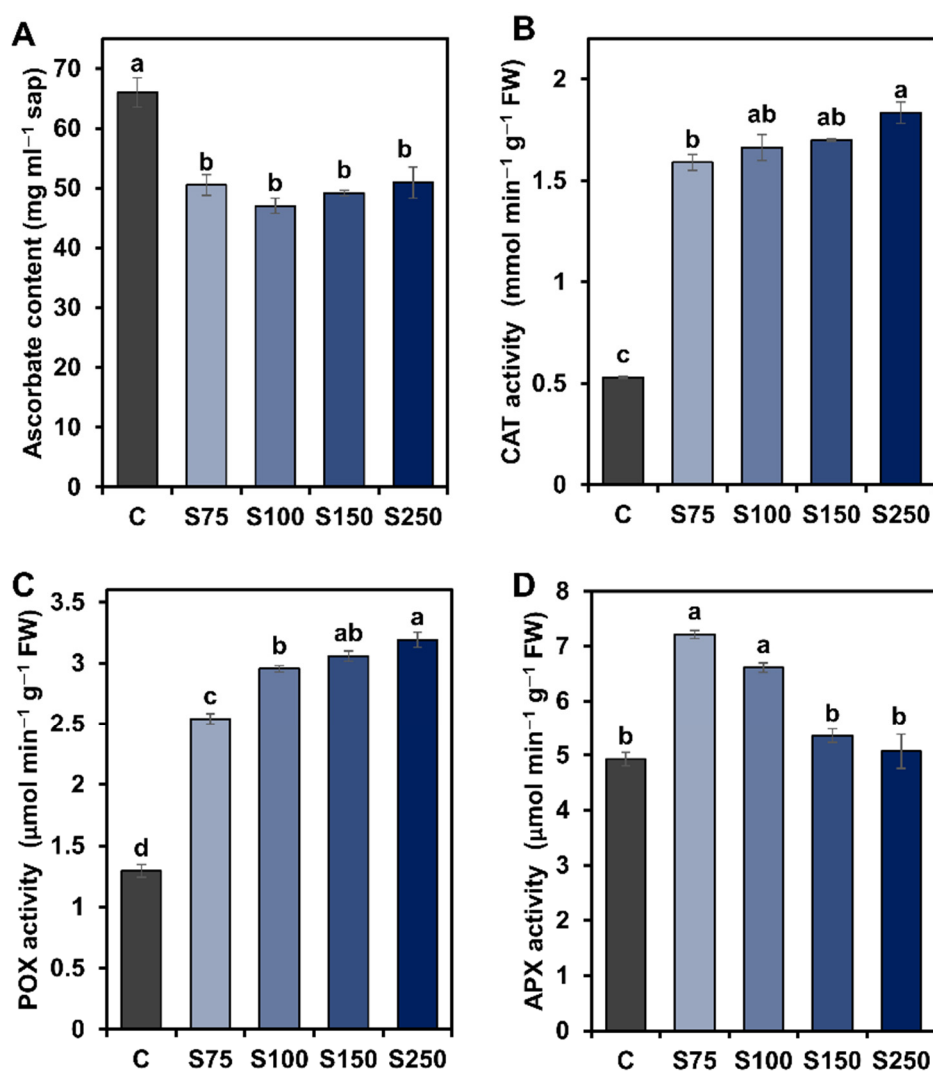 A
Ascorbate content (mg ml⁻¹ sap)
70
60
50
40
30
20
10
0
a
b
b
b
b
C S75 S100 S150 S250
B
CAT activity (mmol min⁻¹ g⁻¹ FW)
2
1.5
1
0.5
0
c
b
ab
ab
a
C S75 S100 S150 S250
C
POX activity (µmol min⁻¹ g⁻¹ FW)
3.5
3
2.5
2
1.5
1
0.5
0
d
c
b
ab
a
C S75 S100 S150 S250
D
APX activity (µmol min⁻¹ g⁻¹ FW)
8
7
6
5
4
3
2
1
0
b
a
a
b
b
C S75 S100 S150 S250